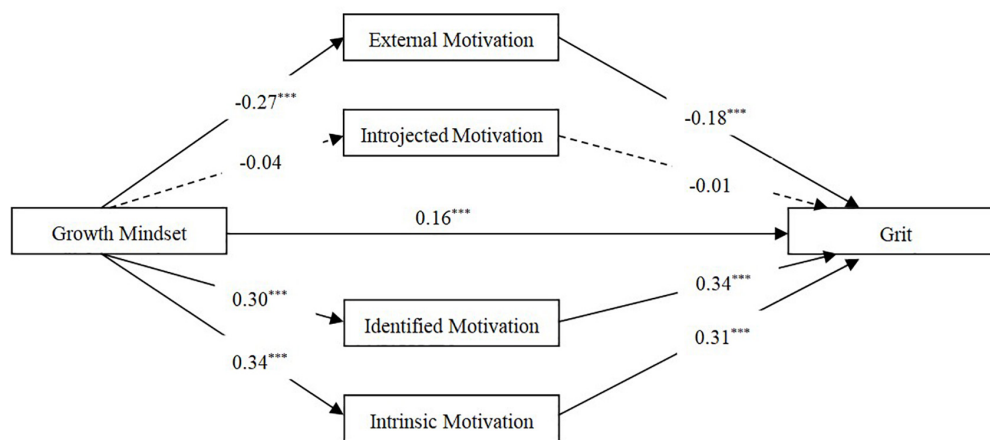 External Motivation
-0.27***
-0.18***
Introjected Motivation
-0.04
-0.01
0.16***
Growth Mindset
Grit
0.30***
0.34***
Identified Motivation
0.34***
0.31***
Intrinsic Motivation